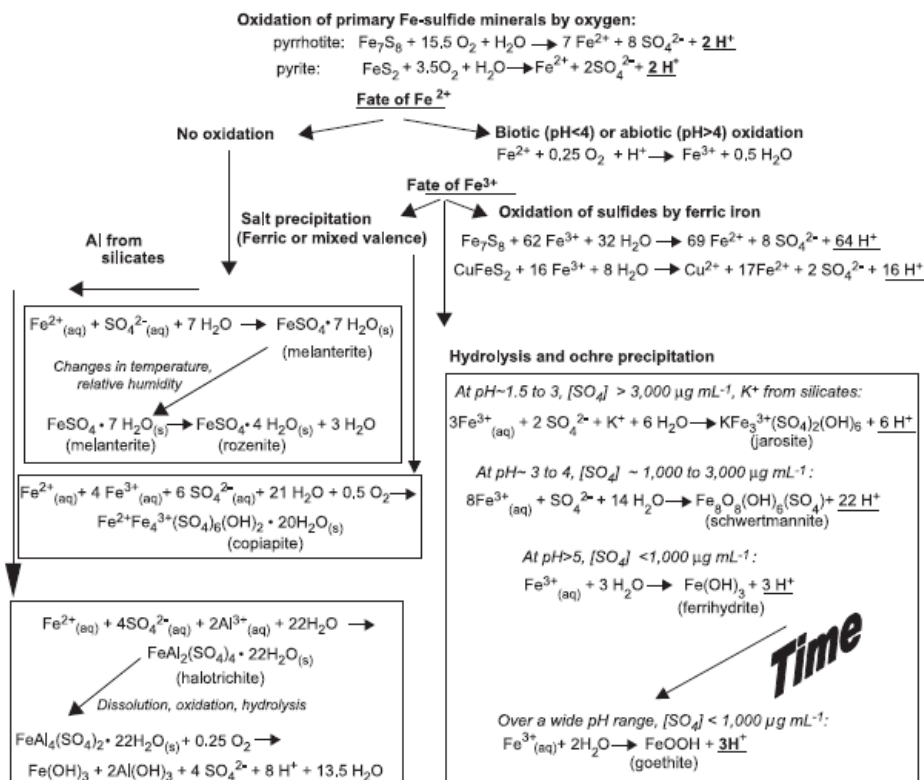 Oxidation of primary Fe-sulfide minerals by oxygen:
pyrrhotite: Fe₇S₈ + 15.5 O₂ + H₂O → 7 Fe²⁺ + 8 SO₄²⁻ + 2 H⁺
pyrite: FeS₂ + 3.5O₂ + H₂O → Fe²⁺ + 2SO₄²⁻ + 2 H⁺
Fate of Fe²⁺
No oxidation
Biotic (pH<4) or abiotic (pH>4) oxidation
Fe²⁺ + 0.25 O₂ + H⁺ → Fe³⁺ + 0.5 H₂O
Fate of Fe³⁺
Salt precipitation
(Ferric or mixed valence)
Oxidation of sulfides by ferric iron
Fe₇S₈ + 62 Fe³⁺ + 32 H₂O → 69 Fe²⁺ + 8 SO₄²⁻ + 64 H⁺
CuFeS₂ + 16 Fe³⁺ + 8 H₂O → Cu²⁺ + 17Fe²⁺ + 2 SO₄²⁻ + 16 H⁺
Al from
silicates
Fe²⁺(aq) + SO₄²⁻(aq) + 7 H₂O → FeSO₄• 7 H₂O(s)
(melanterite)
Changes in temperature,
relative humidity
FeSO₄• 7 H₂O(s) → FeSO₄• 4 H₂O(s) + 3 H₂O
(melanterite) (rozenite)
Fe²⁺(aq) + 4 Fe³⁺(aq) + 6 SO₄²⁻(aq) + 21 H₂O + 0.5 O₂ →
Fe²⁺Fe₄³⁺(SO₄)₆(OH)₂ • 20H₂O(s)
(copiapite)
Fe²⁺(aq) + 4SO₄²⁻(aq) + 2Al³⁺(aq) + 22H₂O →
FeAl₂(SO₄)₄ • 22H₂O(s)
(halotrichite)
Dissolution, oxidation, hydrolysis
FeAl₄(SO₄)₂• 22H₂O(s) + 0.25 O₂ →
Fe(OH)₃ + 2Al(OH)₃ + 4 SO₄²⁻ + 8 H⁺ + 13.5 H₂O
Hydrolysis and ochre precipitation
At pH~1.5 to 3, [SO₄] > 3,000 µg mL⁻¹, K⁺ from silicates:
3Fe³⁺(aq) + 2 SO₄²⁻ + K⁺ + 6 H₂O → KFe₃³⁺(SO₄)₂(OH)₆ + 6 H⁺
(jarosite)
At pH~ 3 to 4, [SO₄] ~ 1,000 to 3,000 µg mL⁻¹:
8Fe³⁺(aq) + SO₄²⁻ + 14 H₂O → Fe₈O₈(OH)₆(SO₄)+ 22 H⁺
(schwertmannite)
At pH>5, [SO₄] <1,000 µg mL⁻¹:
Fe³⁺(aq) + 3 H₂O → Fe(OH)₃ + 3 H⁺
(ferrihydrite)
Time
Over a wide pH range, [SO₄] < 1,000 µg mL⁻¹:
Fe³⁺(aq)+ 2H₂O → FeOOH + 3H⁺
(goethite)